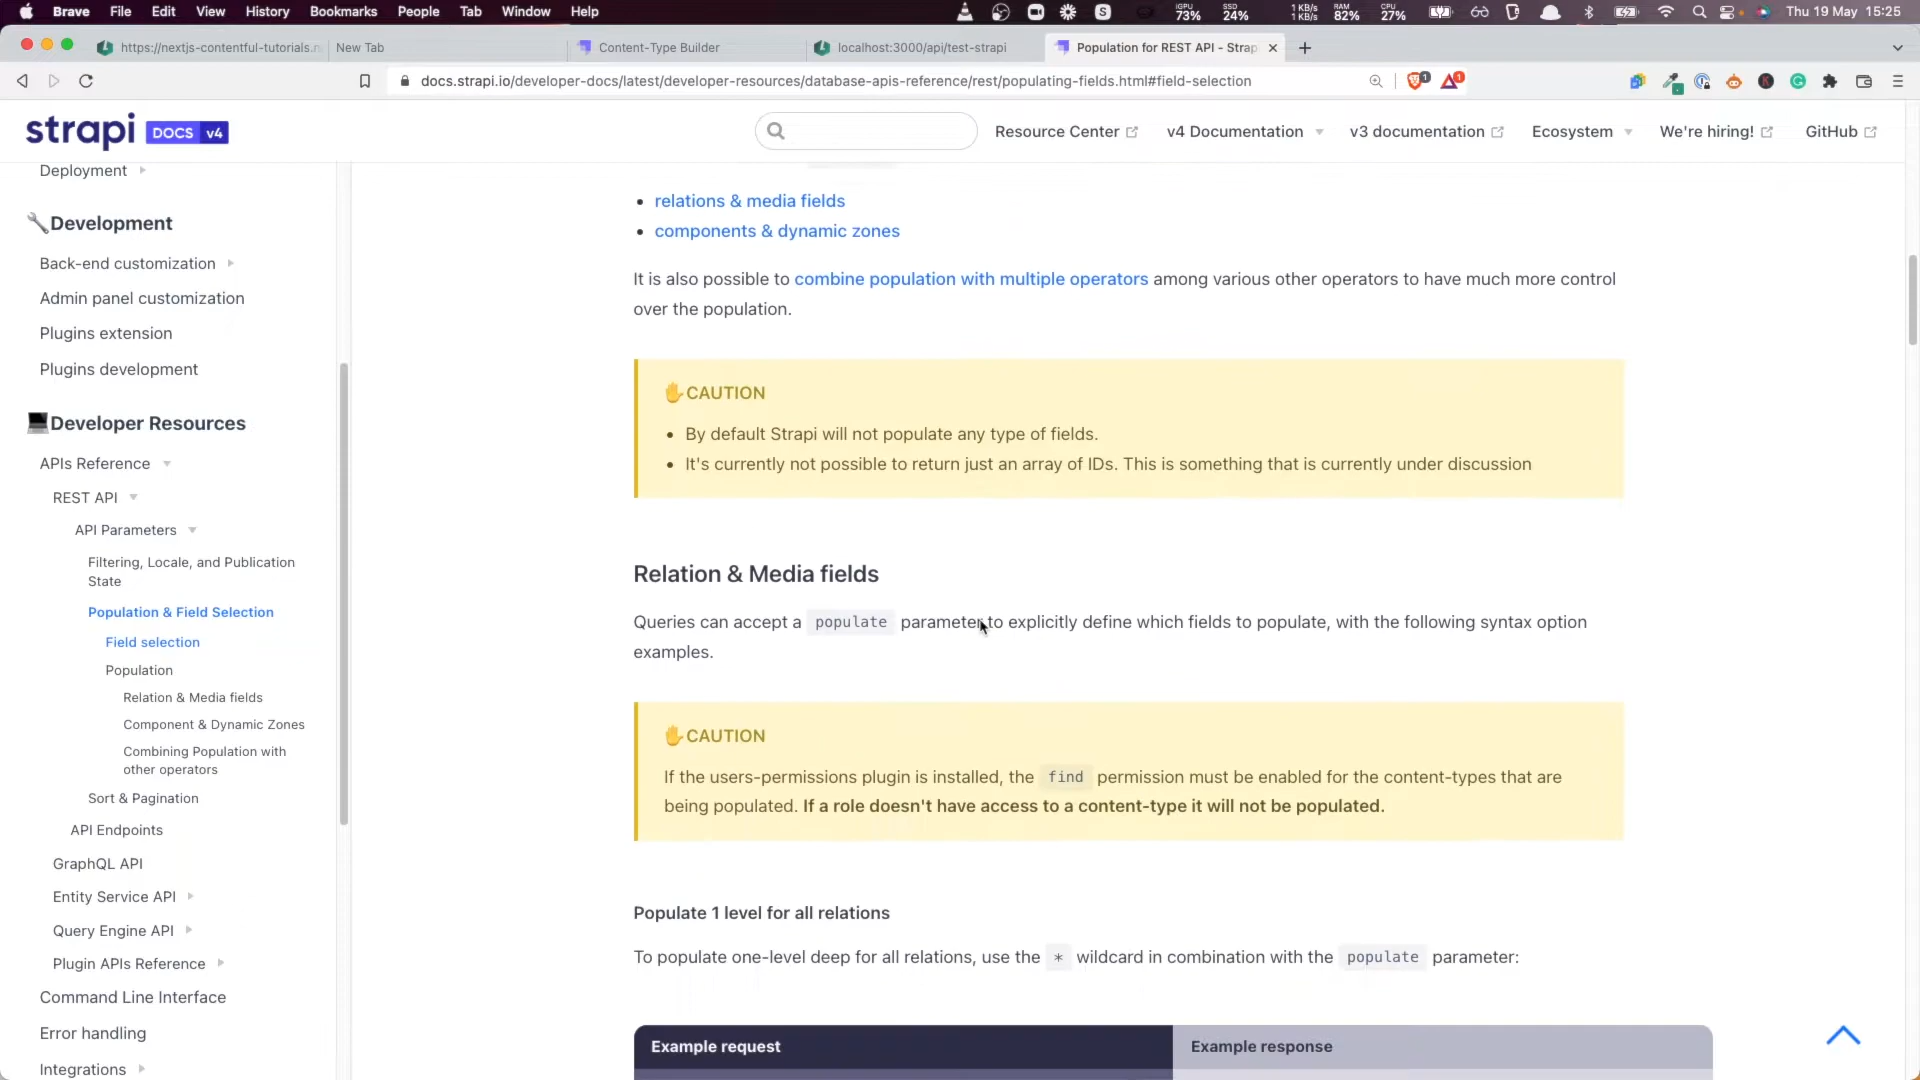 Brave File Edit View History Bookmarks People Tab Window Help
iGPU 73% SSD 24% 1 KB/s 1 KB/s RAM 82% CPU 27% Thu 19 May 15:25
https://nextjs-contentful-tutorials.n New Tab Content-Type Builder localhost:3000/api/test-strapi Population for REST API - Strap
docs.strapi.io/developer-docs/latest/developer-resources/database-apis-reference/rest/populating-fields.html#field-selection
strapi DOCS v4
Resource Center v4 Documentation v3 documentation Ecosystem We're hiring! GitHub
Deployment
Development
Back-end customization
Admin panel customization
Plugins extension
Plugins development
Developer Resources
APIs Reference
REST API
API Parameters
Filtering, Locale, and Publication
State
Population & Field Selection
Field selection
Population
Relation & Media fields
Component & Dynamic Zones
Combining Population with
other operators
Sort & Pagination
API Endpoints
GraphQL API
Entity Service API
Query Engine API
Plugin APIs Reference
Command Line Interface
Error handling
Integrations
relations & media fields
components & dynamic zones
It is also possible to combine population with multiple operators among various other operators to have much more control
over the population.
CAUTION
By default Strapi will not populate any type of fields.
It's currently not possible to return just an array of IDs. This is something that is currently under discussion
Relation & Media fields
Queries can accept a populate parameter to explicitly define which fields to populate, with the following syntax option
examples.
CAUTION
If the users-permissions plugin is installed, the find permission must be enabled for the content-types that are
being populated. If a role doesn't have access to a content-type it will not be populated.
Populate 1 level for all relations
To populate one-level deep for all relations, use the * wildcard in combination with the populate parameter:
Example request Example response